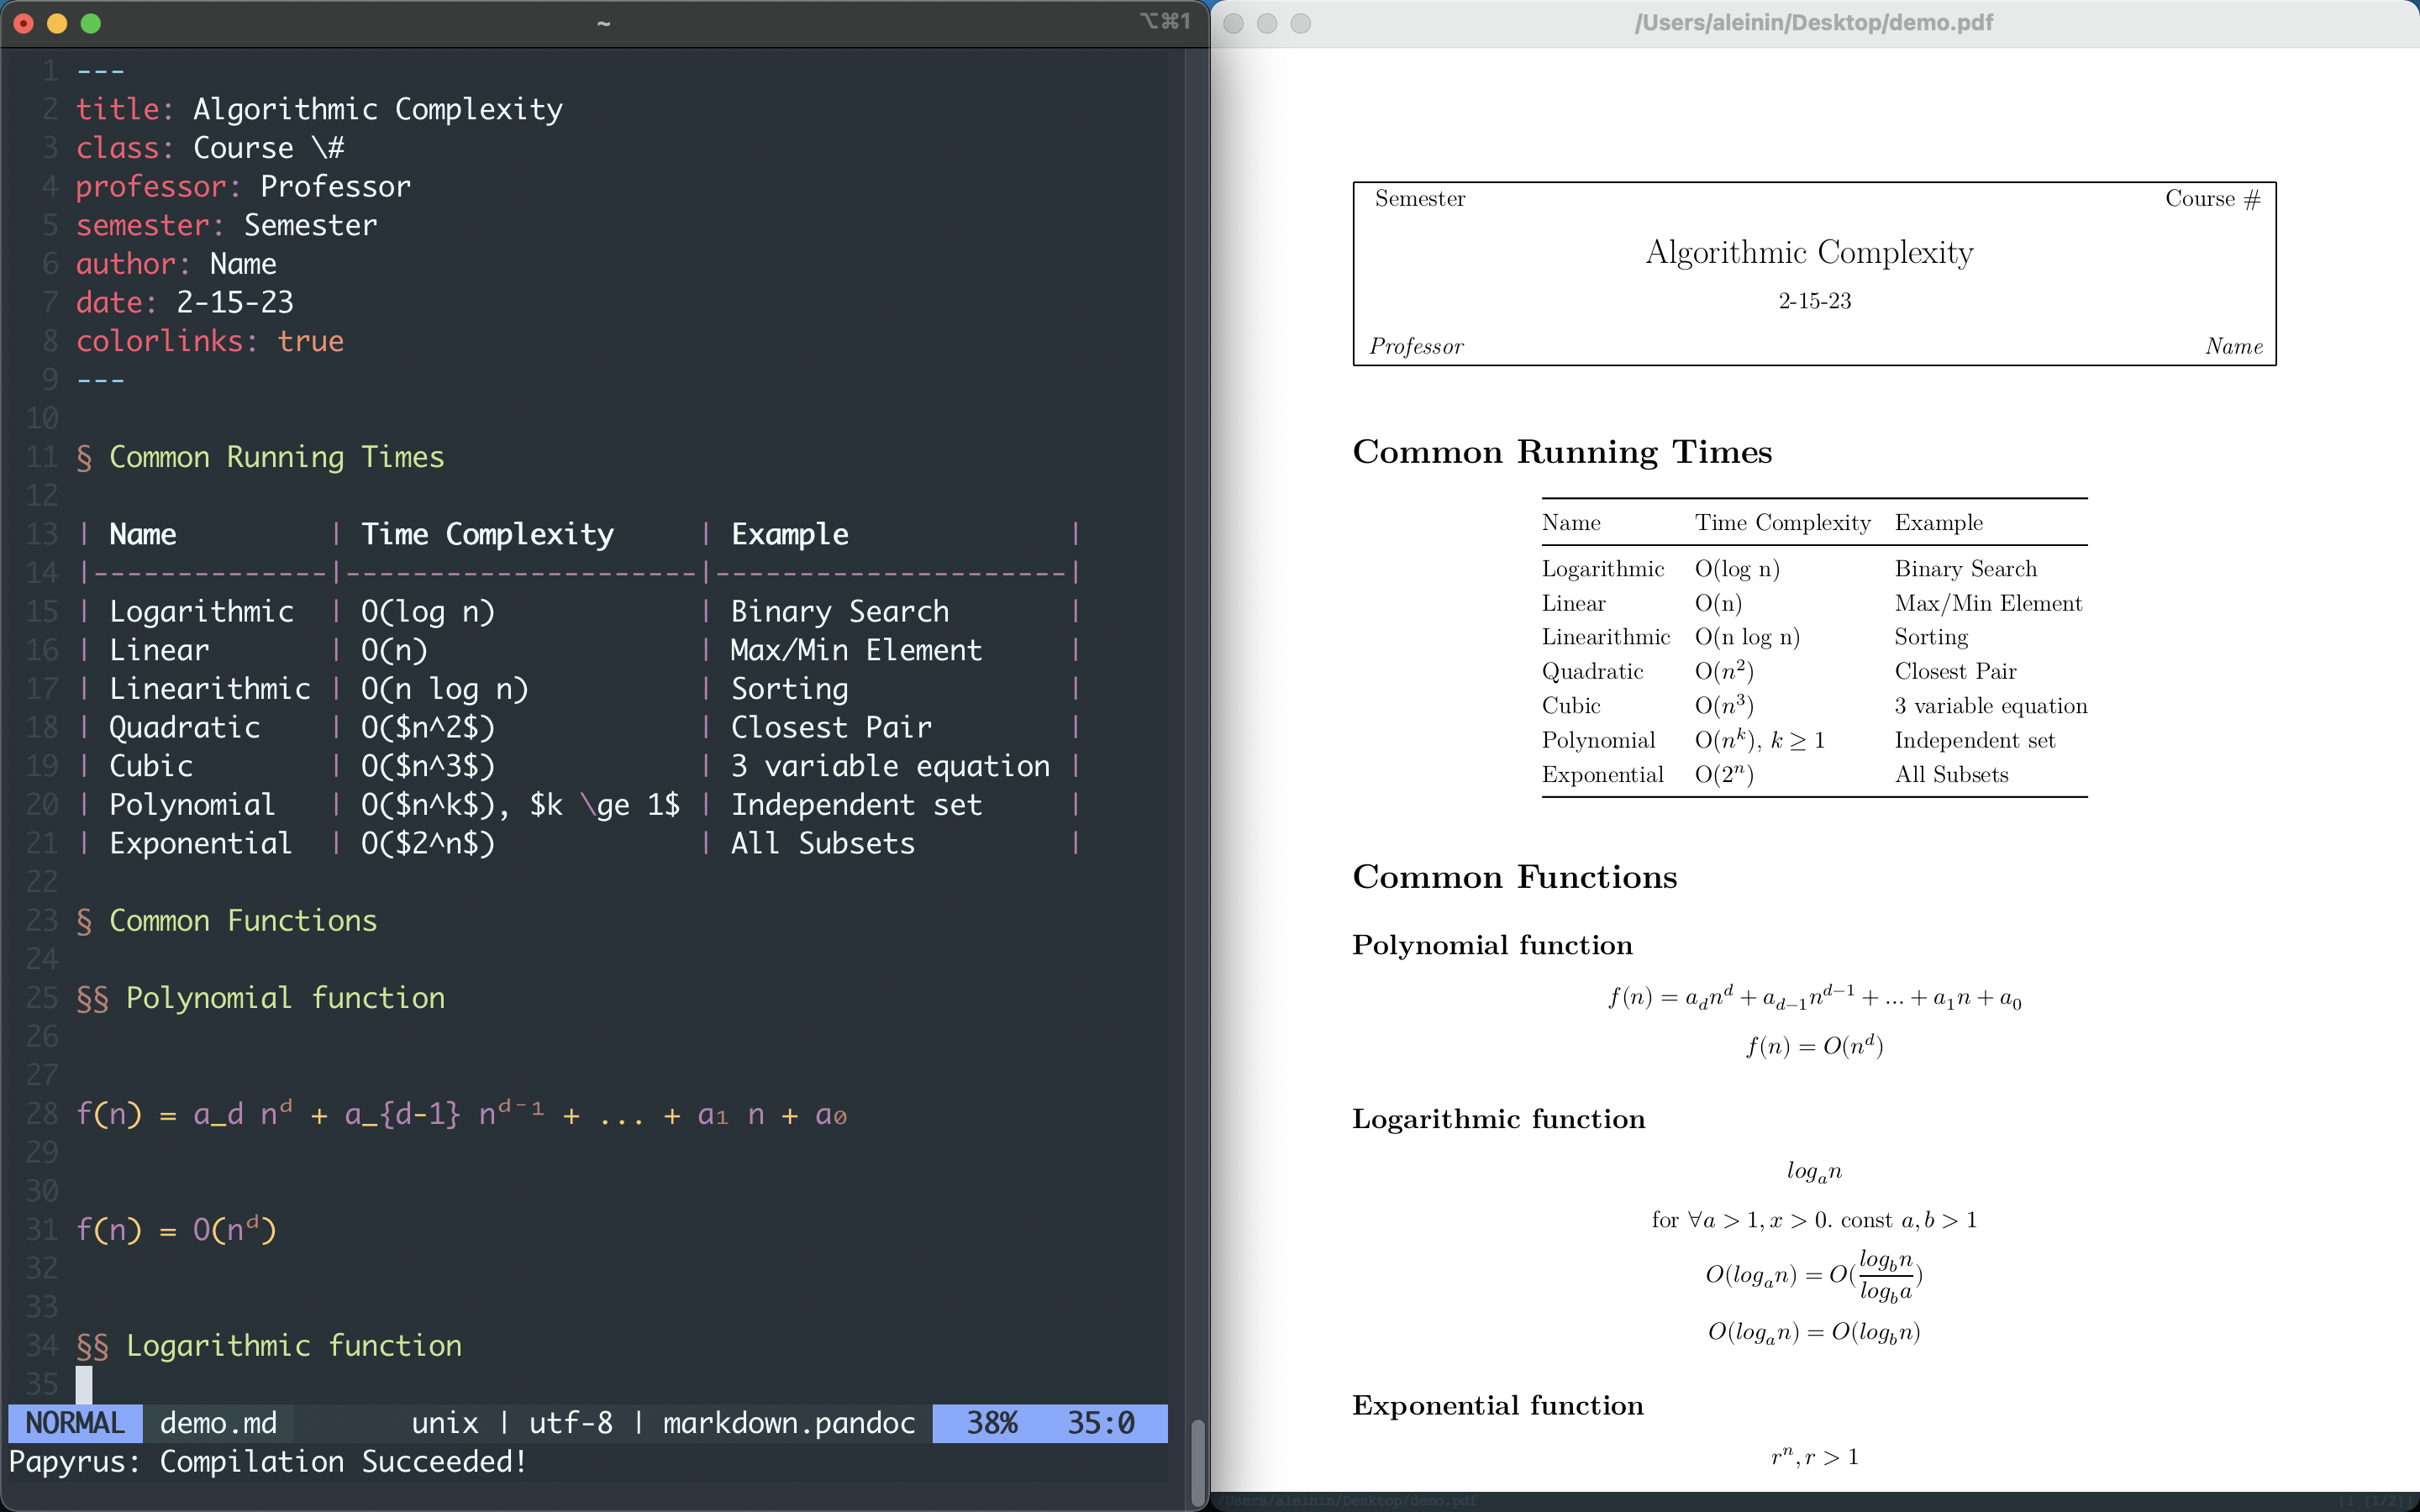 ~
⌥⌘1
1 ---
2 title: Algorithmic Complexity
3 class: Course \#
4 professor: Professor
5 semester: Semester
6 author: Name
7 date: 2-15-23
8 colorlinks: true
9 ---
10
11 § Common Running Times
12
13 | Name | Time Complexity | Example |
14 |--------------|---------------------|---------------------|
15 | Logarithmic | O(log n) | Binary Search |
16 | Linear | O(n) | Max/Min Element |
17 | Linearithmic | O(n log n) | Sorting |
18 | Quadratic | O($n^2$) | Closest Pair |
19 | Cubic | O($n^3$) | 3 variable equation |
20 | Polynomial | O($n^k$), $k \ge 1$ | Independent set |
21 | Exponential | O($2^n$) | All Subsets |
22
23 § Common Functions
24
25 §§ Polynomial function
26
27
28 f(n) = a_d nᵈ + a_{d-1} nᵈ⁻¹ + ... + a₁ n + a₀
29
30
31 f(n) = O(nᵈ)
32
33
34 §§ Logarithmic function
35
NORMAL demo.md unix | utf-8 | markdown.pandoc 38% 35:0
Papyrus: Compilation Succeeded!
/Users/aleinin/Desktop/demo.pdf
Semester Course #
Algorithmic Complexity
2-15-23
Professor Name
Common Running Times
Name Time Complexity Example
Logarithmic O(log n) Binary Search
Linear O(n) Max/Min Element
Linearithmic O(n log n) Sorting
Quadratic O(n²) Closest Pair
Cubic O(n³) 3 variable equation
Polynomial O(nᵏ), k ≥ 1 Independent set
Exponential O(2ⁿ) All Subsets
Common Functions
Polynomial function
f(n) = a_d n^d + a_{d−1} n^{d−1} + ... + a₁n + a₀
f(n) = O(n^d)
Logarithmic function
log_a n
for ∀a > 1, x > 0. const a, b > 1
O(log_a n) = O(log_b n / log_b a)
O(log_a n) = O(log_b n)
Exponential function
rⁿ, r > 1
/Users/aleinin/Desktop/demo.pdf [1 (1/2)]